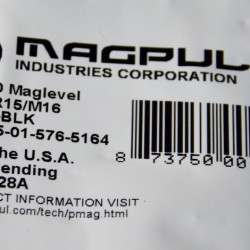 MAGPUL
INDUSTRIES CORPORATION
Maglevel
R15/M16
BLK
5-01-576-5164
he U.S.A.
ending
28A
CT INFORMATION VISIT
ul.com/tech/pmag.html
8 73750 00